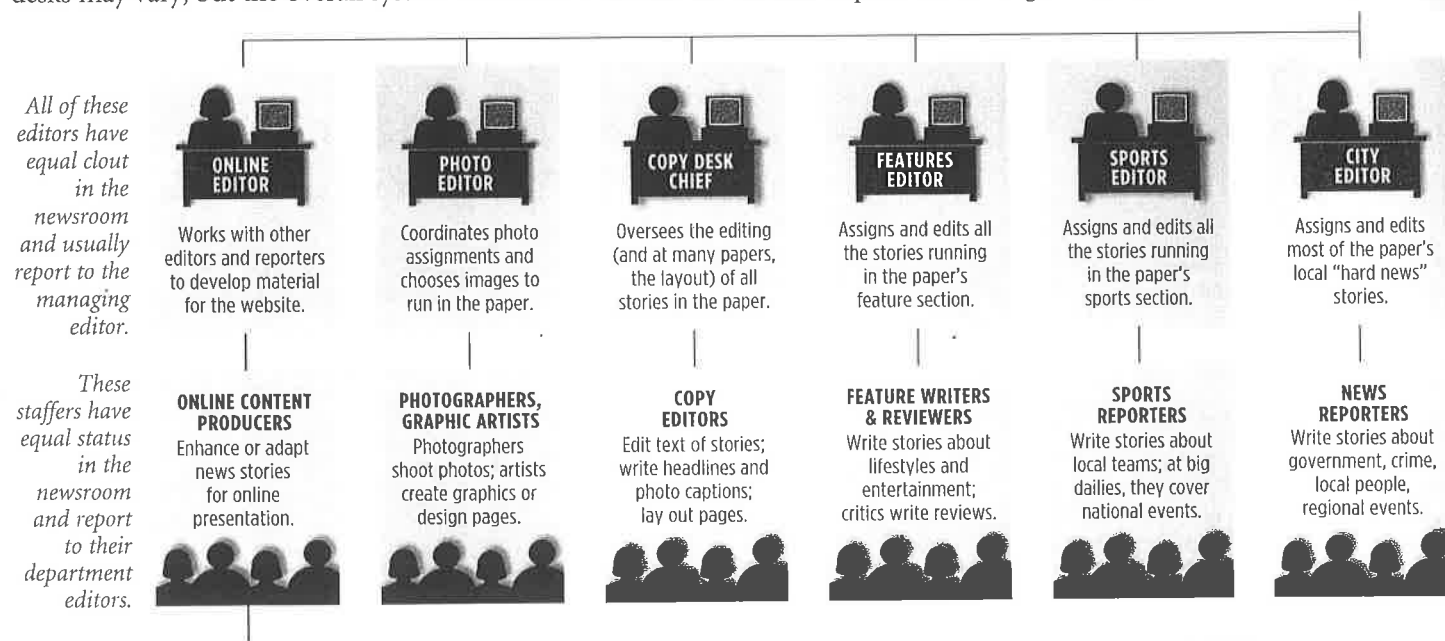 desks may vary, but the overall
All of these
editors have
equal clout
in the
newsroom
and usually
report to the
managing
editor.
ONLINE
EDITOR
Works with other
editors and reporters
to develop material
for the website.
PHOTO
EDITOR
Coordinates photo
assignments and
chooses images to
run in the paper.
COPY DESK
CHIEF
Oversees the editing
(and at many papers,
the layout) of all
stories in the paper.
FEATURES
EDITOR
Assigns and edits all
the stories running
in the paper's
feature section.
SPORTS
EDITOR
Assigns and edits all
the stories running
in the paper's
sports section.
CITY
EDITOR
Assigns and edits
most of the paper's
local "hard news"
stories.
These
staffers have
equal status
in the
newsroom
and report
to their
department
editors.
ONLINE CONTENT
PRODUCERS
Enhance or adapt
news stories
for online
presentation.
PHOTOGRAPHERS,
GRAPHIC ARTISTS
Photographers
shoot photos; artists
create graphics or
design pages.
COPY
EDITORS
Edit text of stories;
write headlines and
photo captions;
lay out pages.
FEATURE WRITERS
& REVIEWERS
Write stories about
lifestyles and
entertainment;
critics write reviews.
SPORTS
REPORTERS
Write stories about
local teams; at big
dailies, they cover
national events.
NEWS
REPORTERS
Write stories about
government, crime,
local people,
regional events.